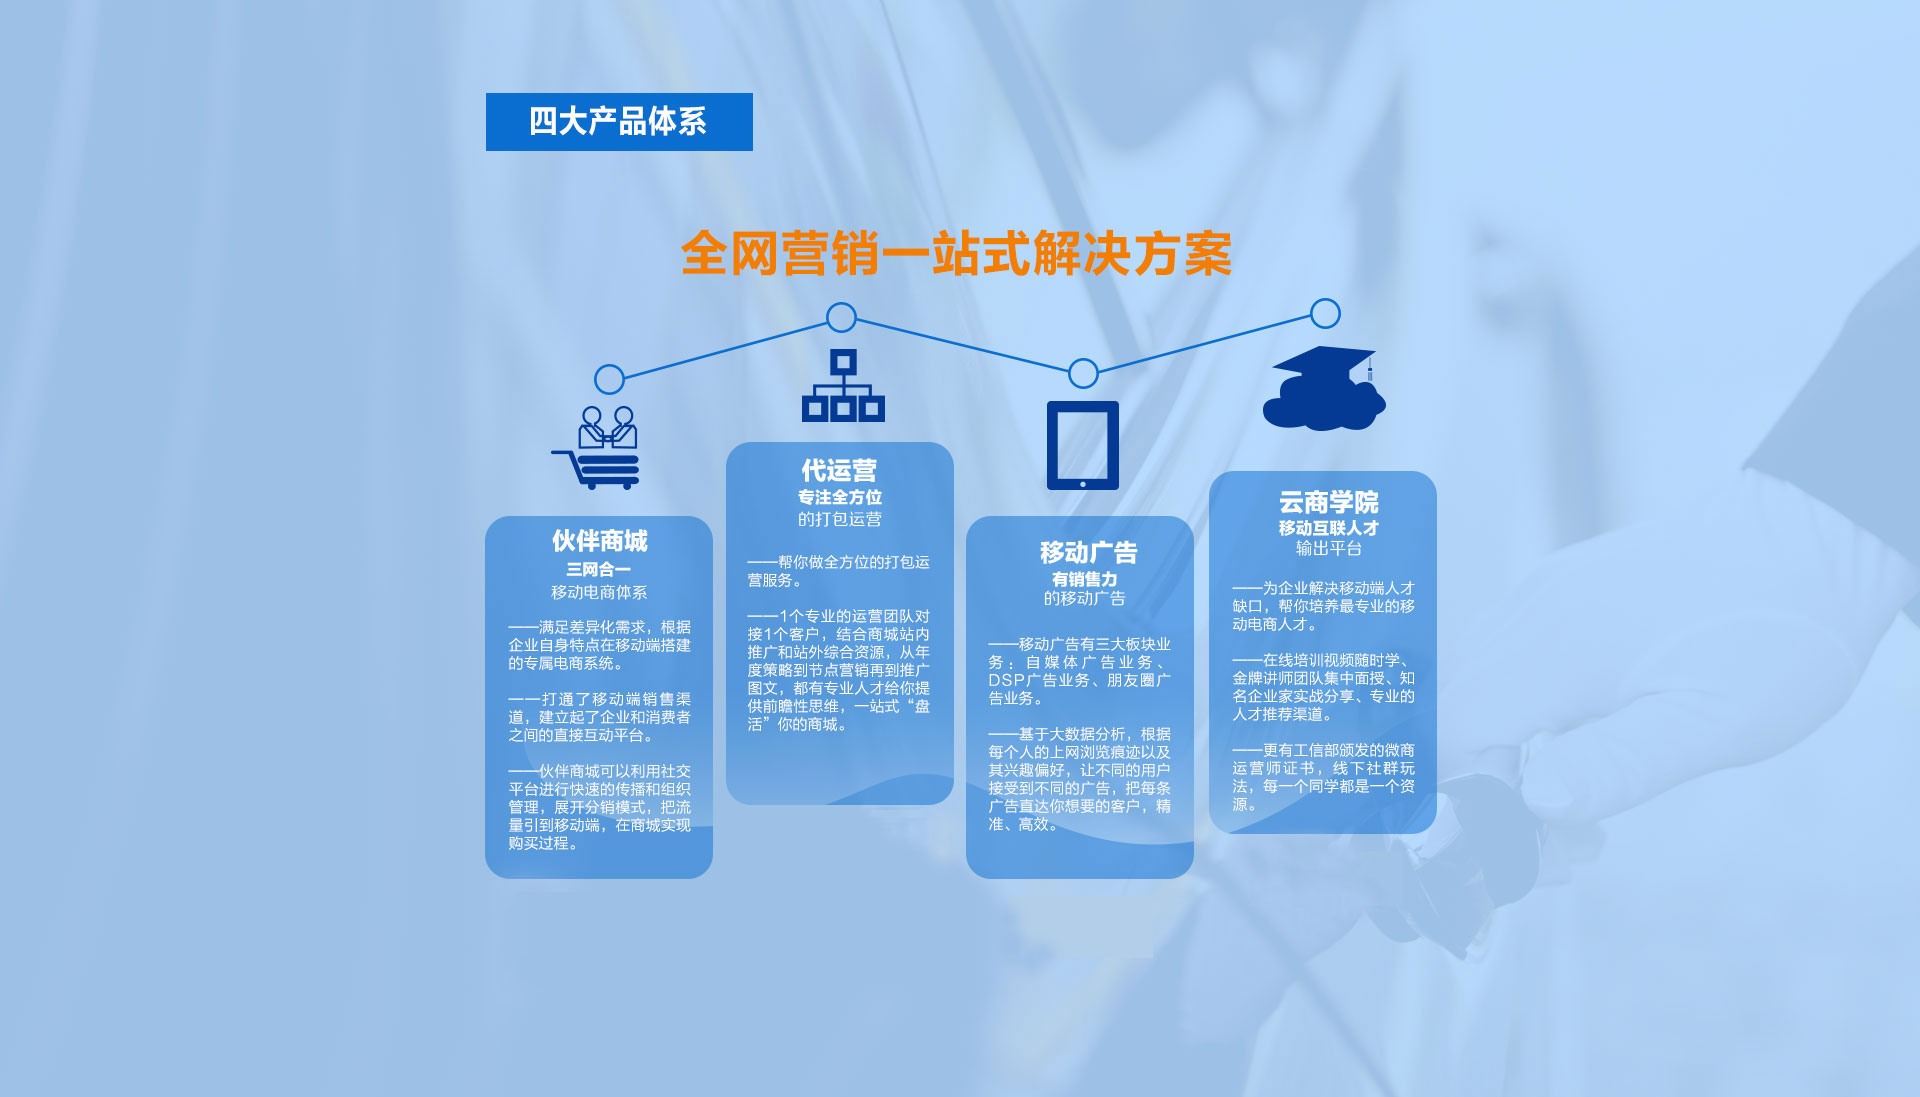 四大产品体系
全网营销一站式解决方案
伙伴商城
三网合一
移动电商体系
——满足差异化需求，根据
企业自身特点在移动端搭建
的专属电商系统。
——打通了移动端销售渠
道，建立起了企业和消费者
之间的直接互动平台。
——伙伴商城可以利用社交
平台进行快速的传播和组织
管理，展开分销模式，把流
量引到移动端，在商城实现
购买过程。
代运营
专注全方位
的打包运营
——帮你做全方位的打包运
营服务。
——1个专业的运营团队对
接1个客户，结合商城站内
推广和站外综合资源，从年
度策略到节点营销再到推广
图文，都有专业人才给你提
供前瞻性思维，一站式“盘
活”你的商城。
移动广告
有销售力
的移动广告
——移动广告有三大板块业
务：自媒体广告业务、
DSP广告业务、朋友圈广
告业务。
——基于大数据分析，根据
每个人的上网浏览痕迹以及
其兴趣偏好，让不同的用户
接受到不同的广告，把每条
广告直达你想要的客户，精
准、高效。
云商学院
移动互联人才
输出平台
——为企业解决移动端人才
缺口，帮你培养最专业的移
动电商人才。
——在线培训视频随时学、
金牌讲师团队集中面授、知
名企业家实战分享、专业的
人才推荐渠道。
——更有工信部颁发的微商
运营师证书，线下社群玩
法，每一个同学都是一个资
源。